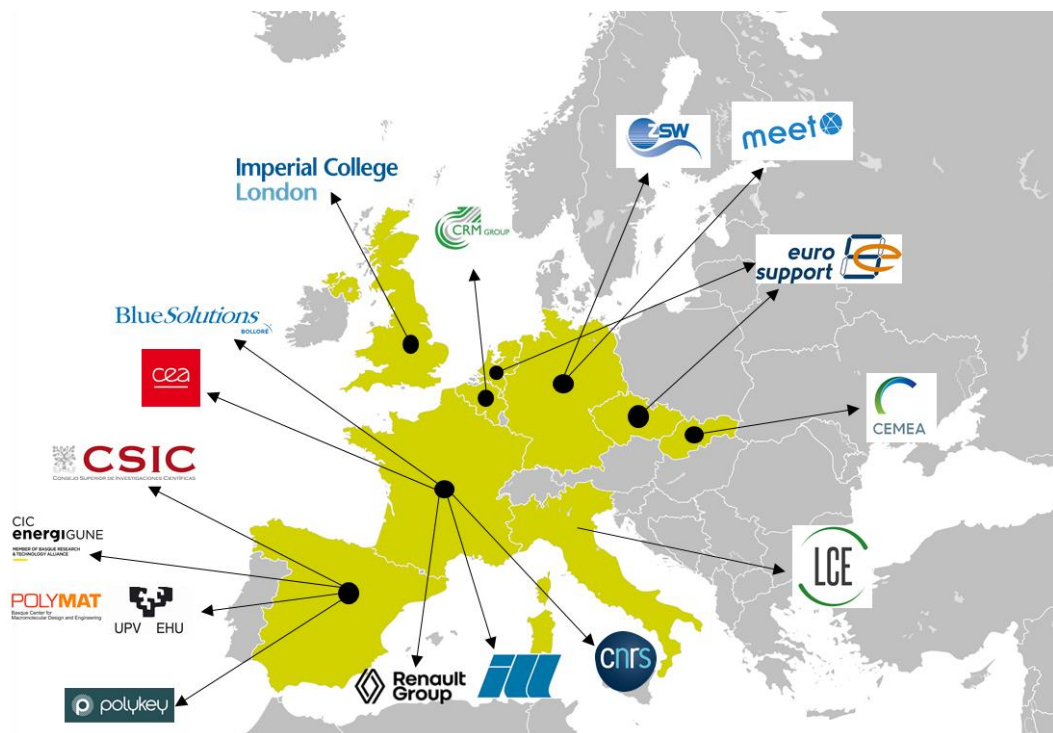 ZSW
meet
Imperial College
London
CRM GROUP
euro
support
BlueSolutions
BOLLORÉ
cea
CEMEA
CSIC
CONSEJO SUPERIOR DE INVESTIGACIONES CIENTÍFICAS
CIC
energiGUNE
MEMBER OF BASQUE RESEARCH
& TECHNOLOGY ALLIANCE
LCE
POLYMAT
Basque Center for
Macromolecular Design and Engineering
UPV EHU
cnrs
Renault
Group
ill
polykey